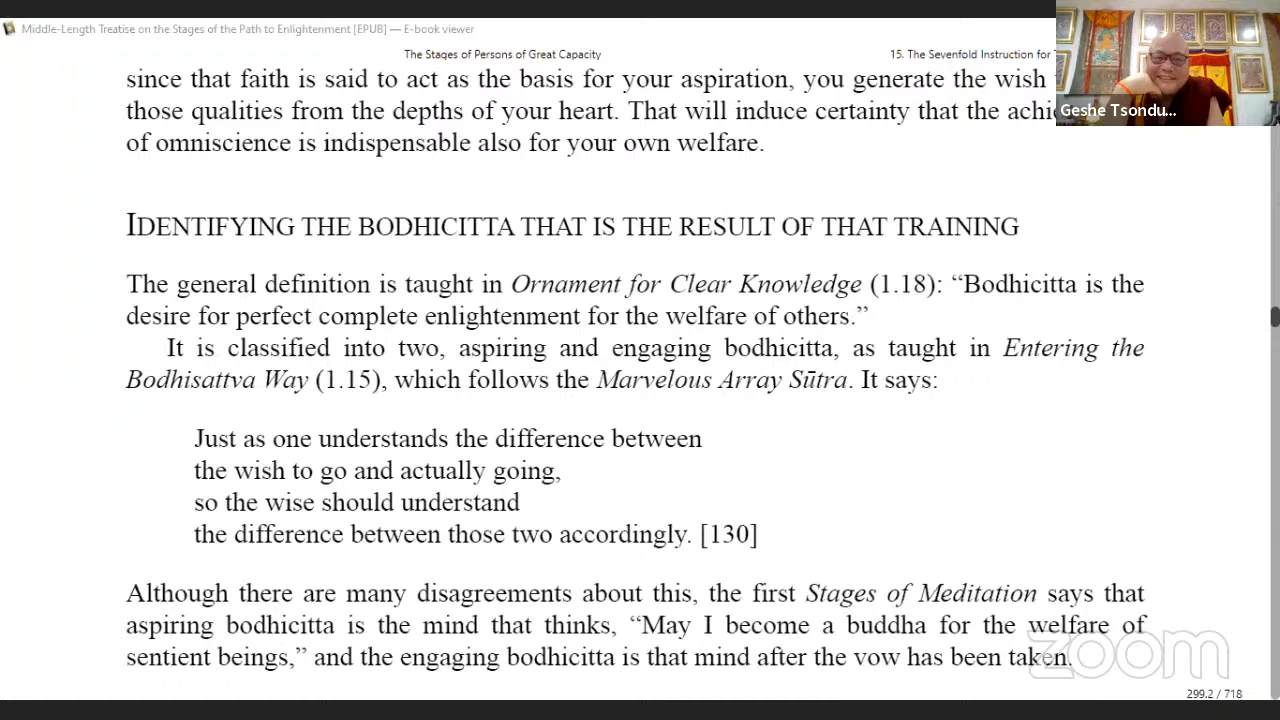 Middle-Length Treatise on the Stages of the Path to Enlightenment [EPUB] — E-book viewer
The Stages of Persons of Great Capacity
15. The Sevenfold Instruction for
Geshe Tsondu...
since that faith is said to act as the basis for your aspiration, you generate the wish
those qualities from the depths of your heart. That will induce certainty that the
of omniscience is indispensable also for your own welfare.
IDENTIFYING THE BODHICITTA THAT IS THE RESULT OF THAT TRAINING
The general definition is taught in Ornament for Clear Knowledge (1.18): “Bodhicitta is the
desire for perfect complete enlightenment for the welfare of others.”
It is classified into two, aspiring and engaging bodhicitta, as taught in Entering the
Bodhisattva Way (1.15), which follows the Marvelous Array Sūtra. It says:
Just as one understands the difference between
the wish to go and actually going,
so the wise should understand
the difference between those two accordingly. [130]
Although there are many disagreements about this, the first Stages of Meditation says that
aspiring bodhicitta is the mind that thinks, “May I become a buddha for the welfare of
sentient beings,” and the engaging bodhicitta is that mind after the vow has been taken.
zoom
299.2 / 718